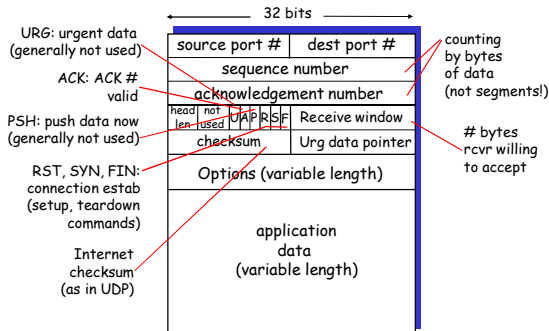 32 bits
URG: urgent data
(generally not used)
ACK: ACK #
valid
PSH: push data now
(generally not used)
RST, SYN, FIN:
connection estab
(setup, teardown
commands)
Internet
checksum
(as in UDP)
source port # dest port #
sequence number
acknowledgement number
head
len
not
used
U A P R S F
Receive window
checksum
Urg data pointer
Options (variable length)
application
data
(variable length)
counting
by bytes
of data
(not segments!)
# bytes
rcvr willing
to accept